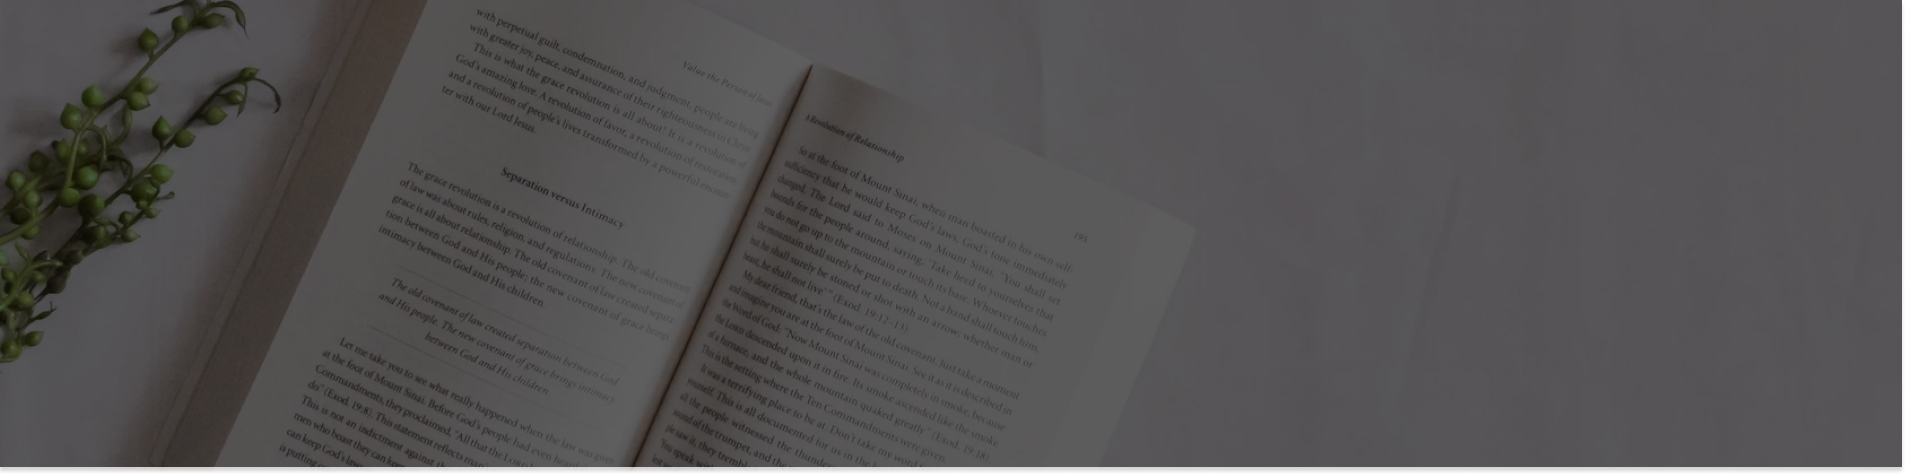 with perpetual guilt, condemnation, and judgment, people are living
with greater joy, peace, and assurance of their righteousness in Christ
This is what the grace revolution is all about! It is a revolution of
God's amazing love. A revolution of favor, a revolution of restoration,
and a revolution of people's lives transformed by a powerful encoun-
ter with our Lord Jesus.
Separation versus Intimacy
The grace revolution is a revolution of relationship. The old covenant
of law was about rules, religion, and regulations. The new covenant of
grace is all about relationship. The old covenant of law created separa-
tion between God and His people; the new covenant of grace brings
intimacy between God and His children.
The old covenant of law created separation between God
and His people. The new covenant of grace brings intimacy
between God and His children.
Let me take you to see what really happened when the law was given
at the foot of Mount Sinai. Before God's people had even heard
Commandments, they proclaimed, "All that the Lord
do" (Exod. 19:8). This statement reflects man's
This is not an indictment against the
men who boast they can keep
can keep God's laws
is putting
Value the Person of Jesus
A Revolution of Relationship
193
So at the foot of Mount Sinai, when man boasted in his own self-
sufficiency that he would keep God's laws, God's tone immediately
changed. The Lord said to Moses on Mount Sinai, "You shall set
bounds for the people all around, saying, 'Take heed to yourselves that
you do not go up to the mountain or touch its base. Whoever touches
the mountain shall surely be put to death. Not a hand shall touch him,
but he shall surely be stoned or shot with an arrow; whether man or
beast, he shall not live'" (Exod. 19:12–13).
My dear friend, that's the law of the old covenant. Just take a moment
and imagine you are at the foot of Mount Sinai. See it as it is described in
the Word of God: "Now Mount Sinai was completely in smoke, because
the LORD descended upon it in fire. Its smoke ascended like the smoke
of a furnace, and the whole mountain quaked greatly" (Exod. 19:18).
This is the setting where the Ten Commandments were given.
It was a terrifying place to be at. Don't take my word
yourself. This is all documented for us in the
all the people witnessed the thunder
sound of the trumpet, and the
ple saw it, they trembled
"You speak with
lest we